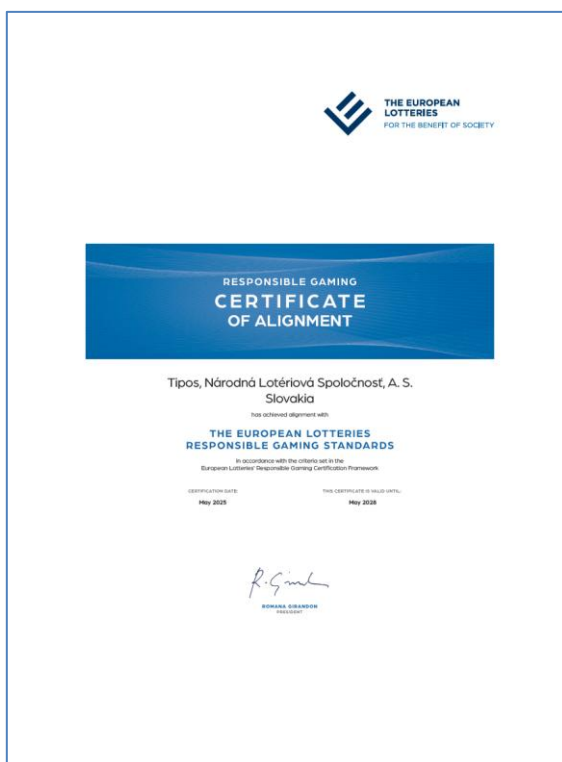 THE EUROPEAN
LOTTERIES
FOR THE BENEFIT OF SOCIETY
RESPONSIBLE GAMING
CERTIFICATE
OF ALIGNMENT
Tipos, Národná Lotériová Spoločnosť, A. S.
Slovakia
has achieved alignment with
THE EUROPEAN LOTTERIES
RESPONSIBLE GAMING STANDARDS
in accordance with the criteria set in the
European Lotteries' Responsible Gaming Certification Framework
CERTIFICATION DATE: THIS CERTIFICATE IS VALID UNTIL:
May 2025 May 2028
R. Girandon
ROMANA GIRANDON
PRESIDENT